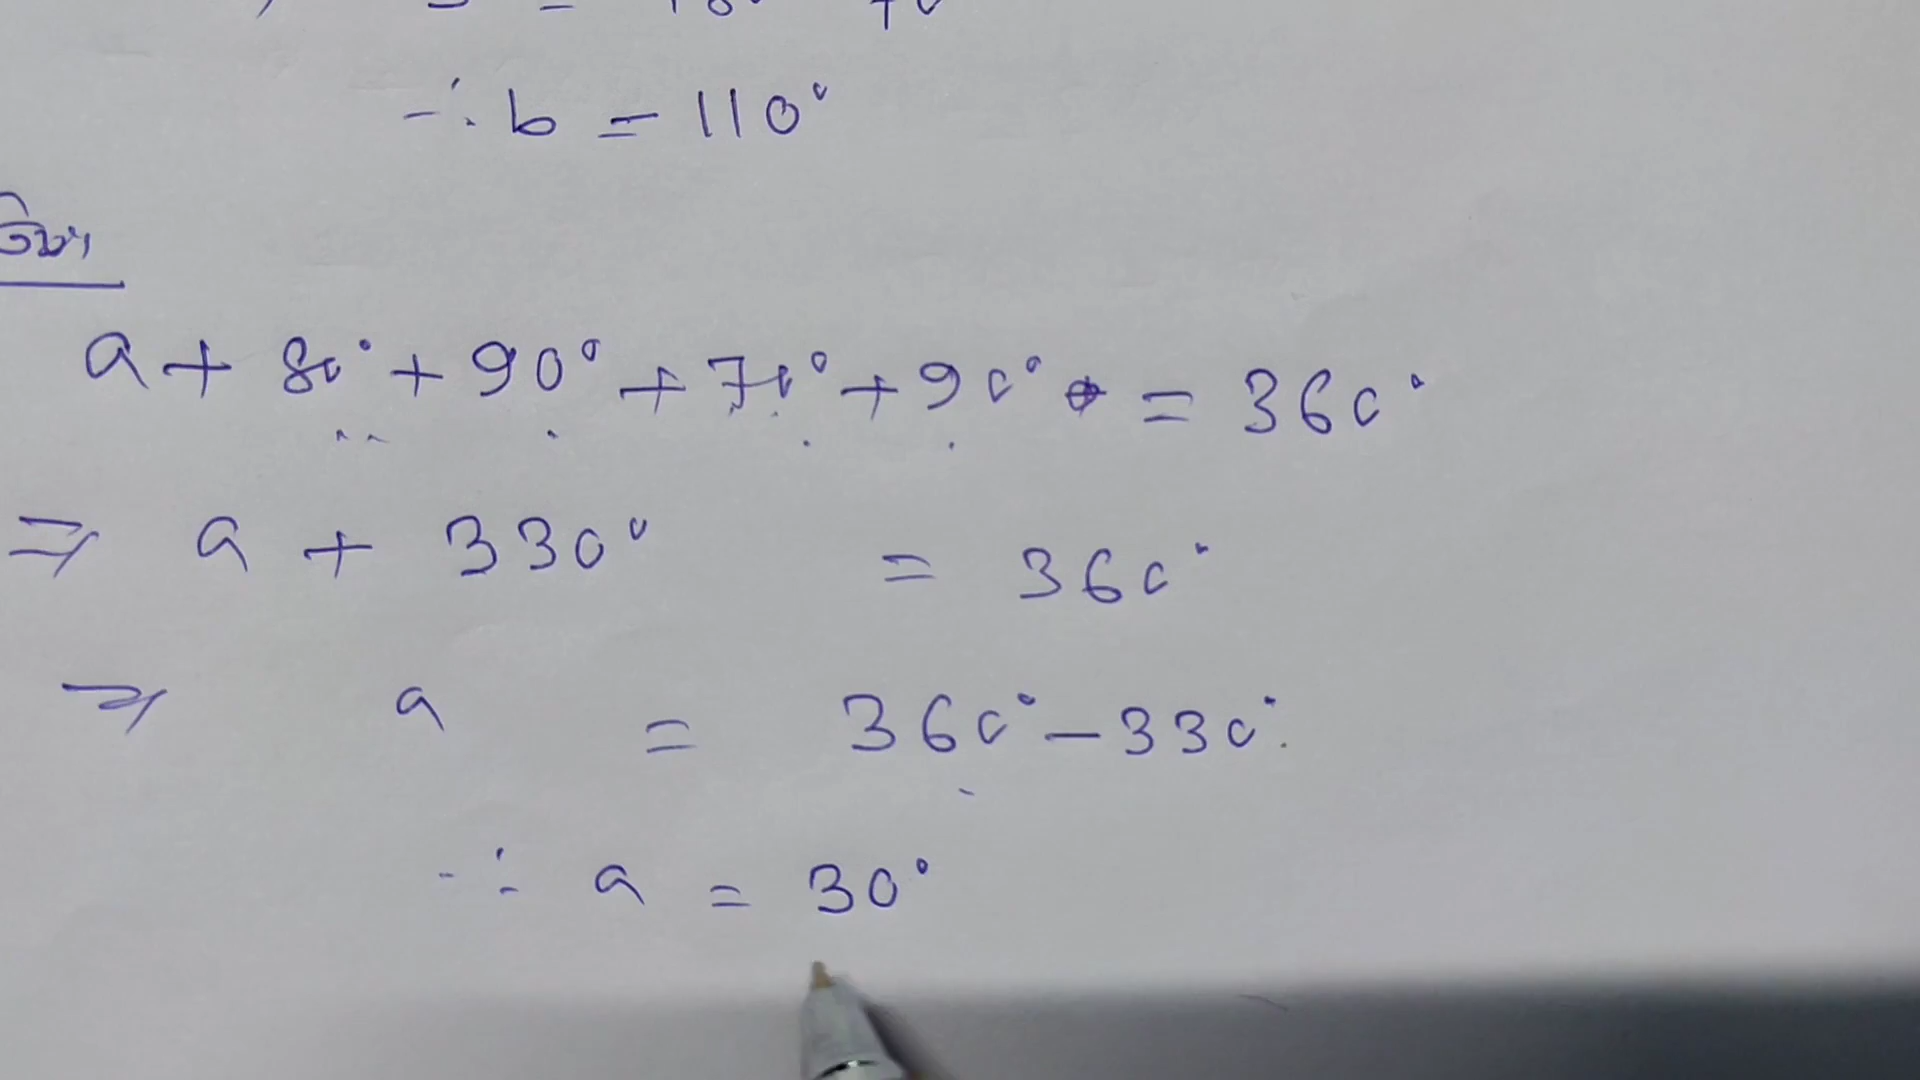 ∴ b = 110°
a + 80° + 90° + 70° + 90° = 360°
⇒ a + 330° = 360°
⇒ a = 360° - 330°
∴ a = 30°